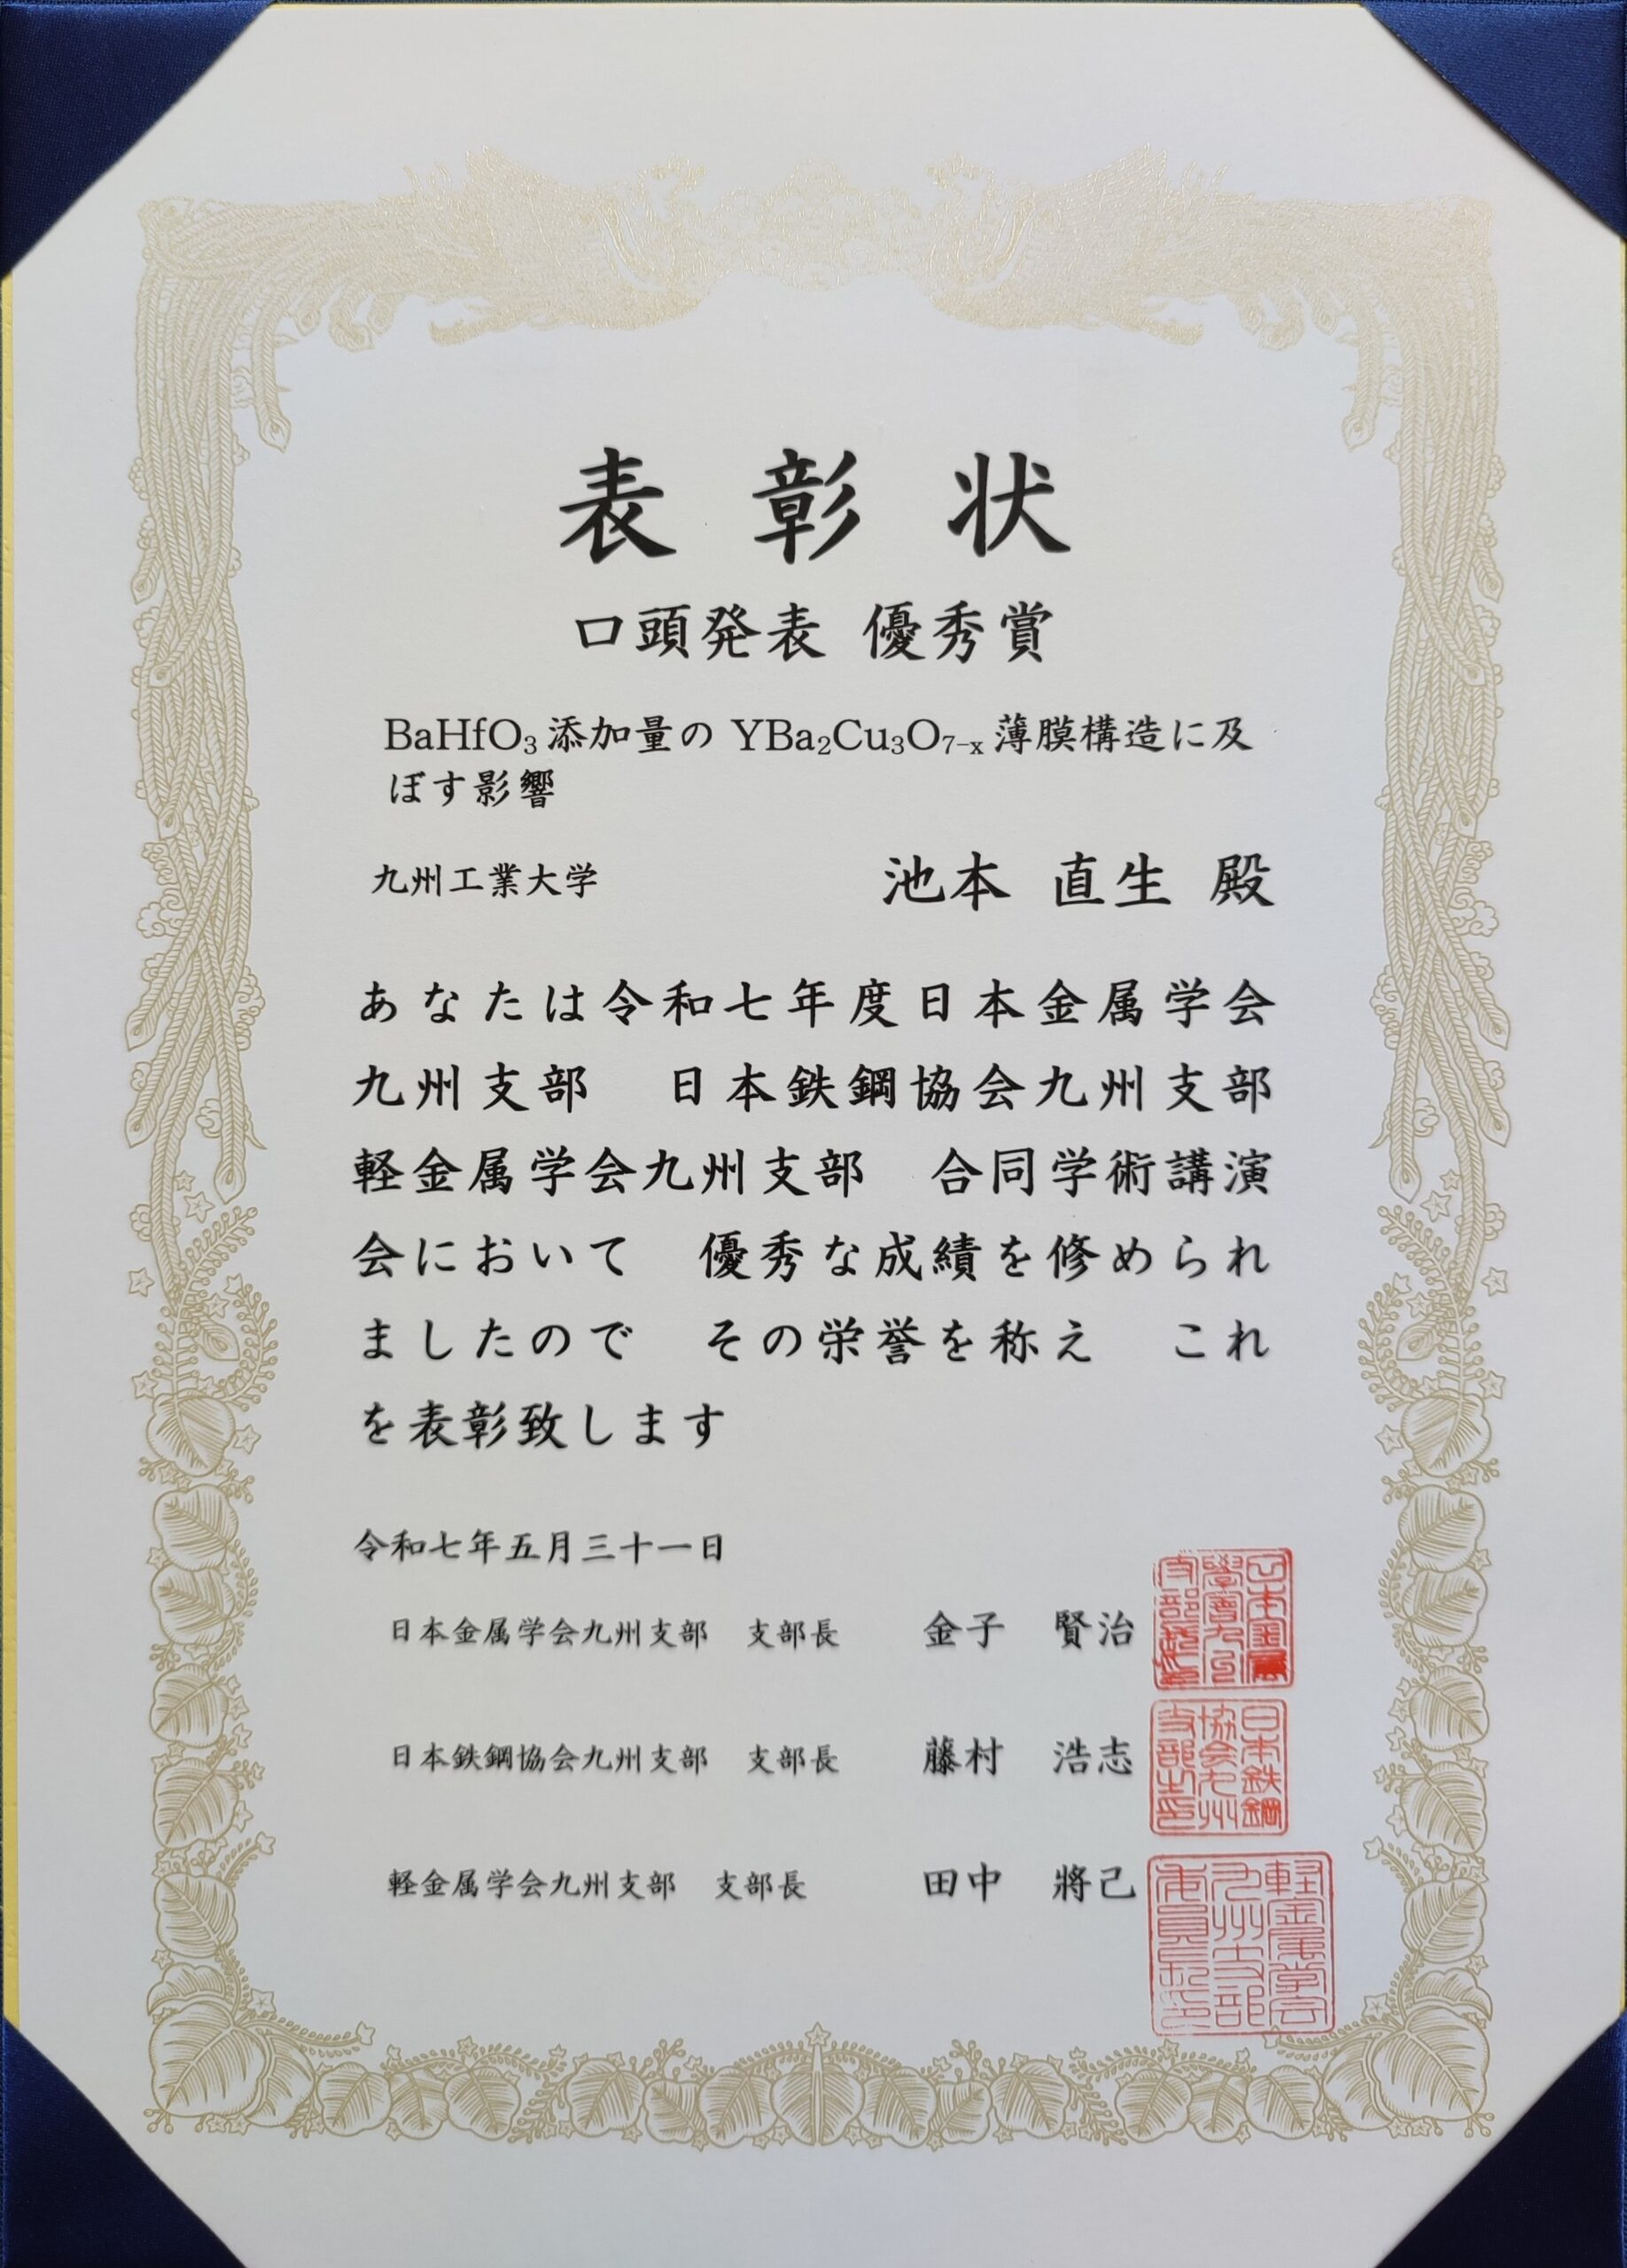 表彰状
口頭発表 優秀賞
BaHfO₃添加量の YBa₂Cu₃O₇₋ₓ薄膜構造に及
ぼす影響
九州工業大学 池本 直生 殿
あなたは令和七年度日本金属学会
九州支部 日本鉄鋼協会九州支部
軽金属学会九州支部 合同学術講演
会において 優秀な成績を修められ
ましたので その栄誉を称え これ
を表彰致します
令和七年五月三十一日
日本金属学会九州支部 支部長 金子 賢治
日本鉄鋼協会九州支部 支部長 藤村 浩志
軽金属学会九州支部 支部長 田中 將己